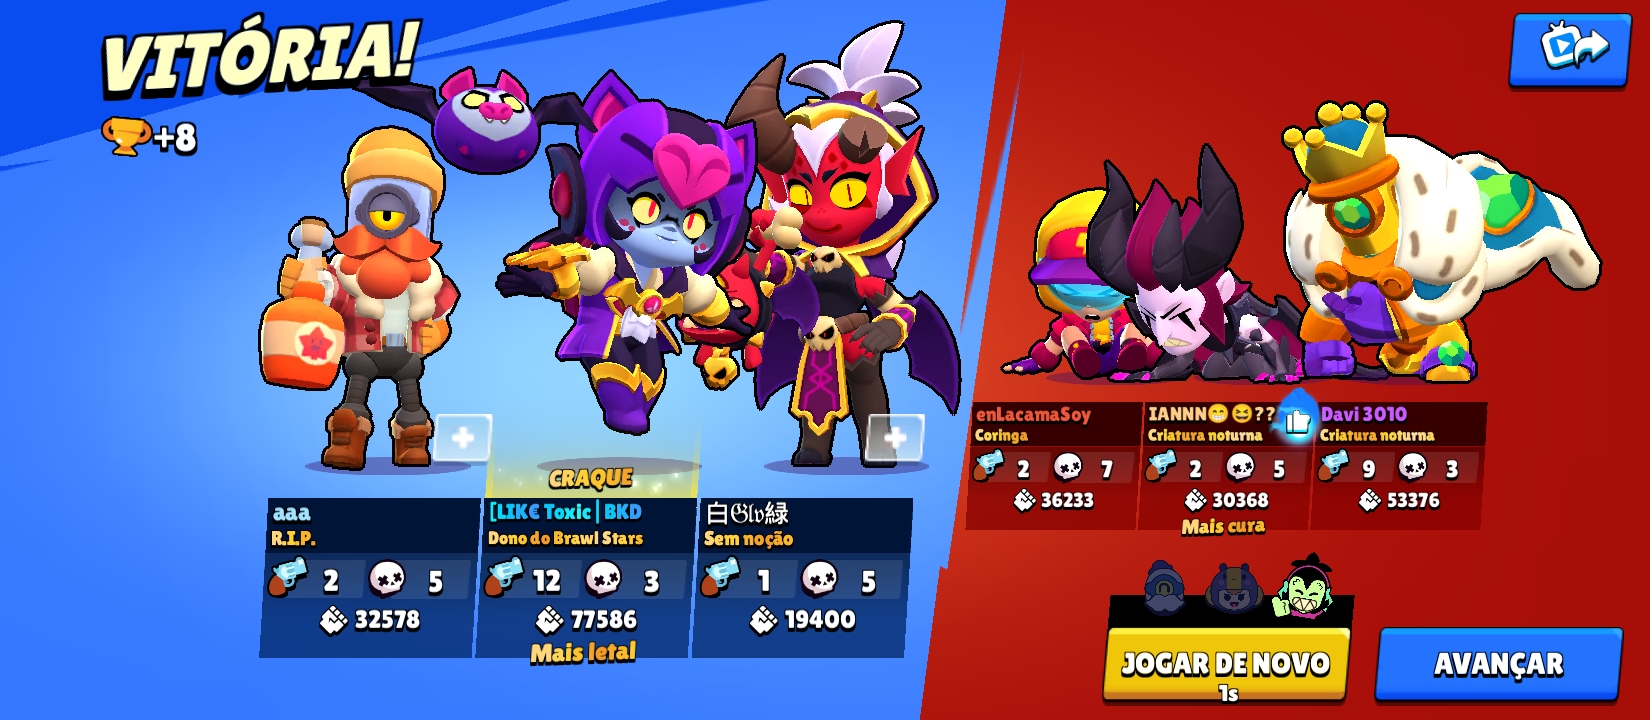 VITÓRIA!
+8
CRAQUE
aaa
R.I.P.
2 5
32578
[LIK€ Toxic | BKD
Dono do Brawl Stars
12 3
77586
Mais letal
白𝕲𝖑𝖛緑
Sem noção
1 5
19400
enLacamaSoy
Coringa
2 7
36233
IANNN😁😆??
Criatura noturna
2 5
30368
Mais cura
Davi 3010
Criatura noturna
9 3
53376
JOGAR DE NOVO
1s
AVANÇAR